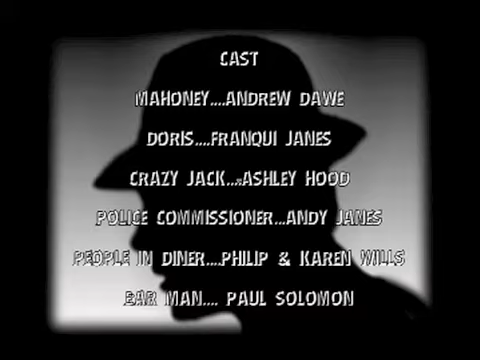 CAST
MAHONEY....ANDREW DAWE
DORIS....FRANQUI JANES
CRAZY JACK....ASHLEY HOOD
POLICE COMMISSIONER...ANDY JANES
PEOPLE IN DINER....PHILIP & KAREN WILLS
EAR MAN.... PAUL SOLOMON